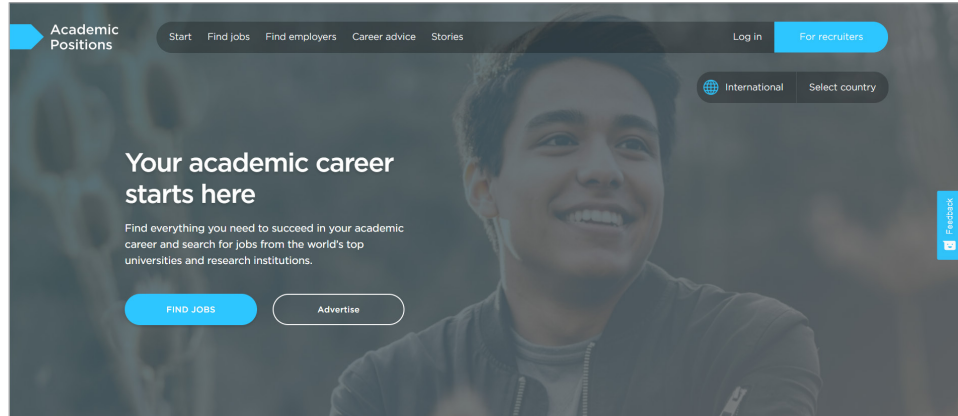 Academic
Positions
Start Find jobs Find employers Career advice Stories
Log in For recruiters
International Select country
Your academic career
starts here
Find everything you need to succeed in your academic
career and search for jobs from the world's top
universities and research institutions.
FIND JOBS Advertise
Feedback